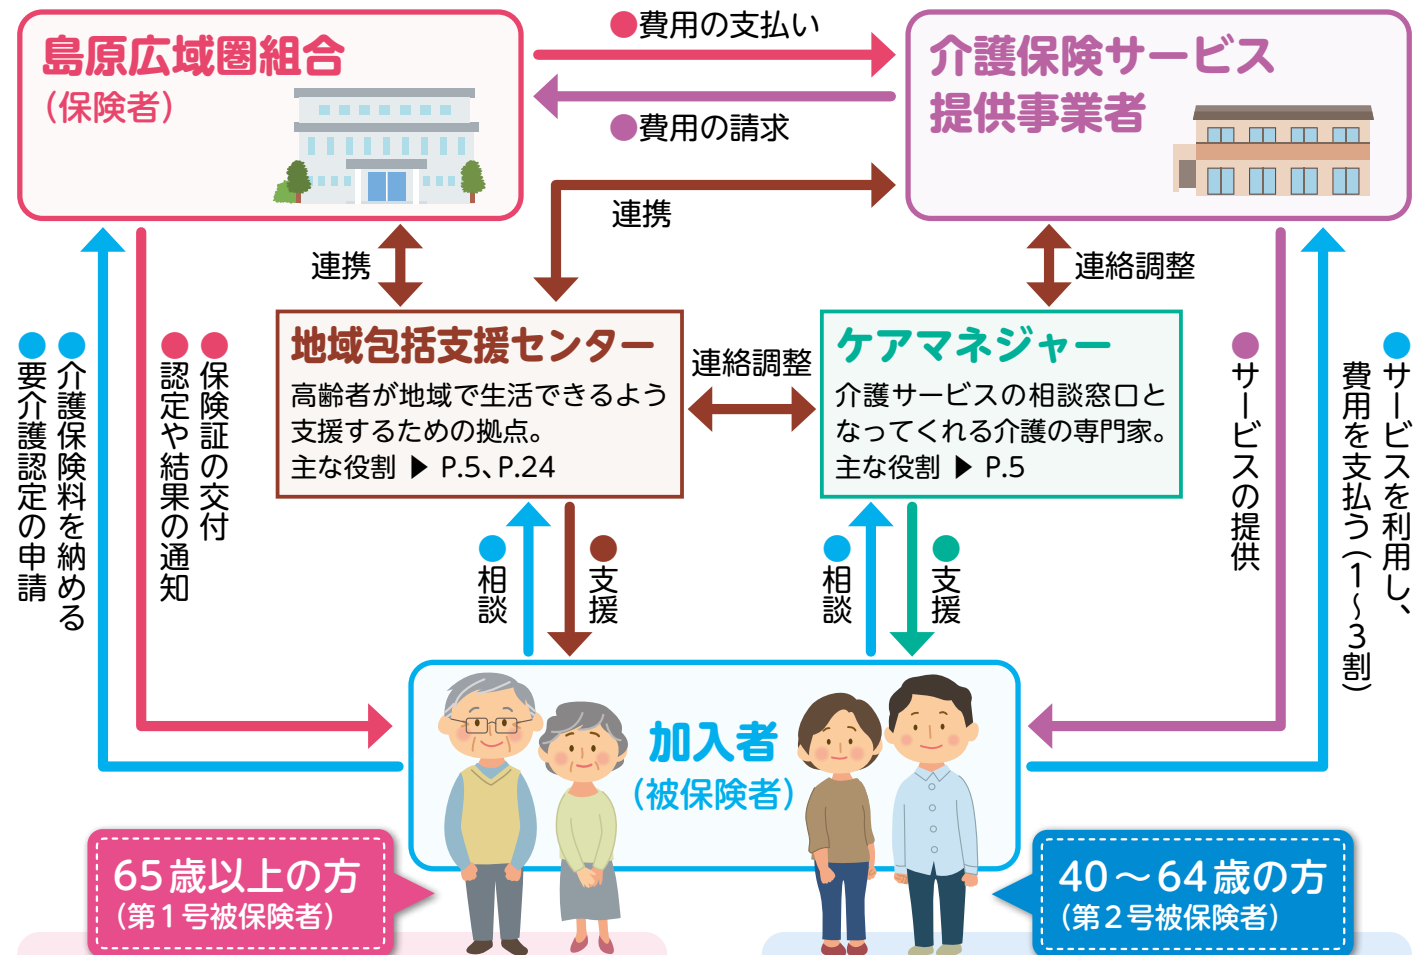 島原広域圏組合
（保険者）
●費用の支払い
●費用の請求
介護保険サービス
提供事業者
連携
連携
連絡調整
地域包括支援センター
高齢者が地域で生活できるよう
支援するための拠点。
主な役割 ▶ P.5、P.24
連絡調整
ケアマネジャー
介護サービスの相談窓口と
なってくれる介護の専門家。
主な役割 ▶ P.5
●介護保険料を納める
●要介護認定の申請
●保険証の交付
●認定や結果の通知
●相談
●支援
●相談
●支援
●サービスの提供
●サービスを利用し、
費用を支払う（1～3割）
加入者
（被保険者）
65歳以上の方
（第1号被保険者）
40～64歳の方
（第2号被保険者）